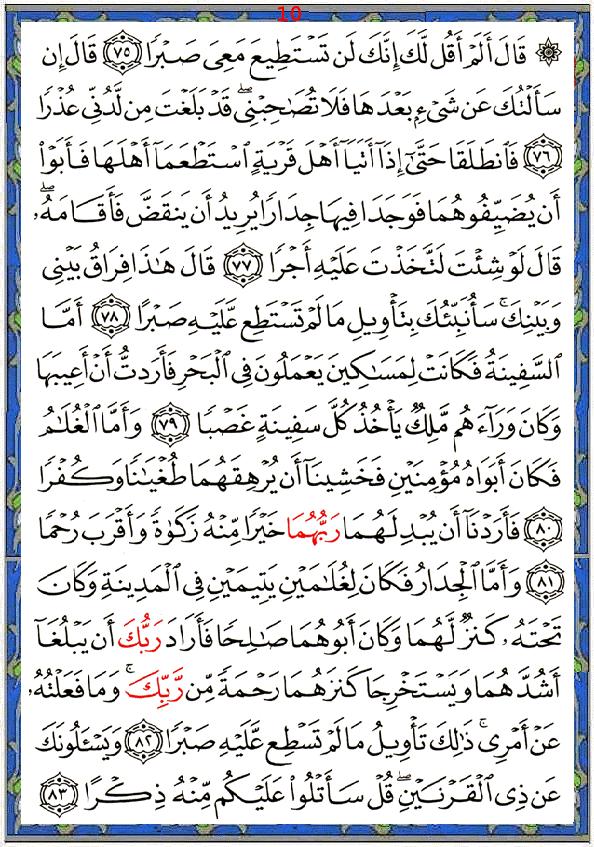 10
۞ قَالَ أَلَمْ أَقُل لَّكَ إِنَّكَ لَن تَسْتَطِيعَ مَعِىَ صَبْرًا ٧٥ قَالَ إِن
سَأَلْتُكَ عَن شَىْءٍۭ بَعْدَهَا فَلَا تُصَٰحِبْنِى ۖ قَدْ بَلَغْتَ مِن لَّدُنِّى عُذْرًا
٧٦ فَٱنطَلَقَا حَتَّىٰٓ إِذَآ أَتَيَآ أَهْلَ قَرْيَةٍ ٱسْتَطْعَمَآ أَهْلَهَا فَأَبَوْا۟
أَن يُضَيِّفُوهُمَا فَوَجَدَا فِيهَا جِدَارًا يُرِيدُ أَن يَنقَضَّ فَأَقَامَهُۥ ۖ
قَالَ لَوْ شِئْتَ لَتَّخَذْتَ عَلَيْهِ أَجْرًا ٧٧ قَالَ هَٰذَا فِرَاقُ بَيْنِى
وَبَيْنِكَ ۚ سَأُنَبِّئُكَ بِتَأْوِيلِ مَا لَمْ تَسْتَطِع عَّلَيْهِ صَبْرًا ٧٨ أَمَّا
ٱلسَّفِينَةُ فَكَانَتْ لِمَسَٰكِينَ يَعْمَلُونَ فِى ٱلْبَحْرِ فَأَرَدتُّ أَنْ أَعِيبَهَا
وَكَانَ وَرَآءَهُم مَّلِكٌ يَأْخُذُ كُلَّ سَفِينَةٍ غَصْبًا ٧٩ وَأَمَّا ٱلْغُلَٰمُ
فَكَانَ أَبَوَاهُ مُؤْمِنَيْنِ فَخَشِينَآ أَن يُرْهِقَهُمَا طُغْيَٰنًا وَكُفْرًا
٨٠ فَأَرَدْنَآ أَن يُبْدِلَهُمَا رَبُّهُمَا خَيْرًا مِّنْهُ زَكَوٰةً وَأَقْرَبَ رُحْمًا
٨١ وَأَمَّا ٱلْجِدَارُ فَكَانَ لِغُلَٰمَيْنِ يَتِيمَيْنِ فِى ٱلْمَدِينَةِ وَكَانَ
تَحْتَهُۥ كَنزٌ لَّهُمَا وَكَانَ أَبُوهُمَا صَٰلِحًا فَأَرَادَ رَبُّكَ أَن يَبْلُغَآ
أَشُدَّهُمَا وَيَسْتَخْرِجَا كَنزَهُمَا رَحْمَةً مِّن رَّبِّكَ ۚ وَمَا فَعَلْتُهُۥ
عَنْ أَمْرِى ۚ ذَٰلِكَ تَأْوِيلُ مَا لَمْ تَسْطِع عَّلَيْهِ صَبْرًا ٨٢ وَيَسْـَٔلُونَكَ
عَن ذِى ٱلْقَرْنَيْنِ ۖ قُلْ سَأَتْلُوا۟ عَلَيْكُم مِّنْهُ ذِكْرًا ٨٣